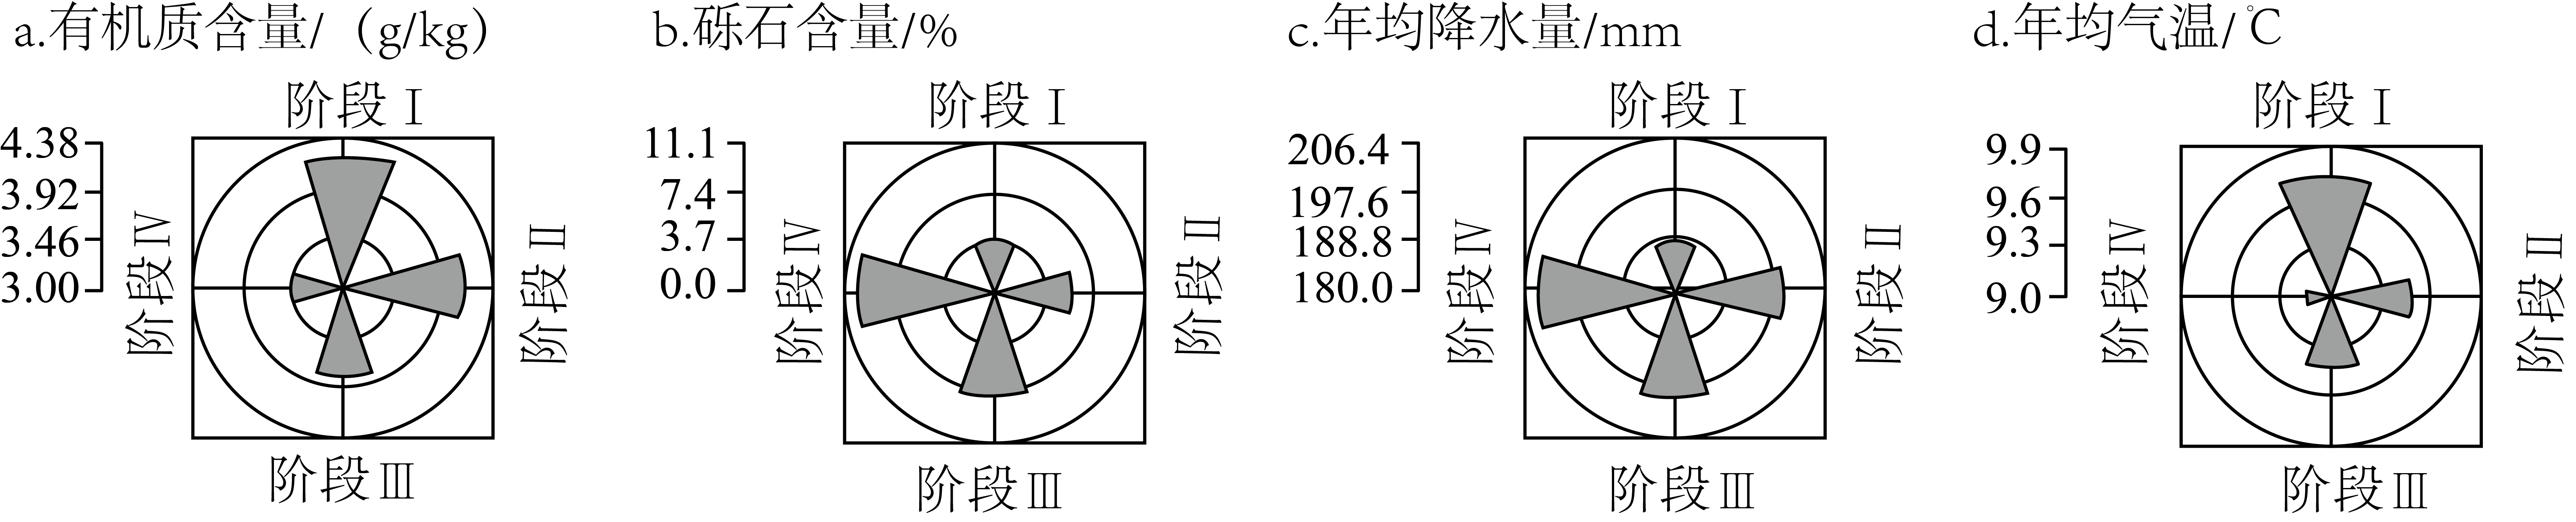 a.有机质含量/（g/kg）
阶段Ⅰ
4.38
3.92
3.46
3.00
阶段Ⅳ
阶段Ⅱ
阶段Ⅲ
b.砾石含量/%
阶段Ⅰ
11.1
7.4
3.7
0.0
阶段Ⅳ
阶段Ⅱ
阶段Ⅲ
c.年均降水量/mm
阶段Ⅰ
206.4
197.6
188.8
180.0
阶段Ⅳ
阶段Ⅱ
阶段Ⅲ
d.年均气温/℃
阶段Ⅰ
9.9
9.6
9.3
9.0
阶段Ⅳ
阶段Ⅱ
阶段Ⅲ